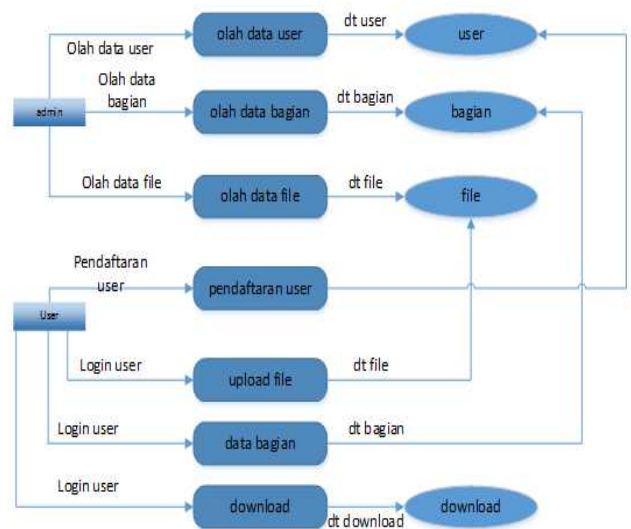 Olah data user
olah data user
dt user
user
Olah data
bagian
admin
olah data bagian
dt bagian
bagian
Olah data file
olah data file
dt file
file
Pendaftaran
user
pendaftaran user
User
Login user
upload file
dt file
Login user
data bagian
dt bagian
Login user
download
dt download
download